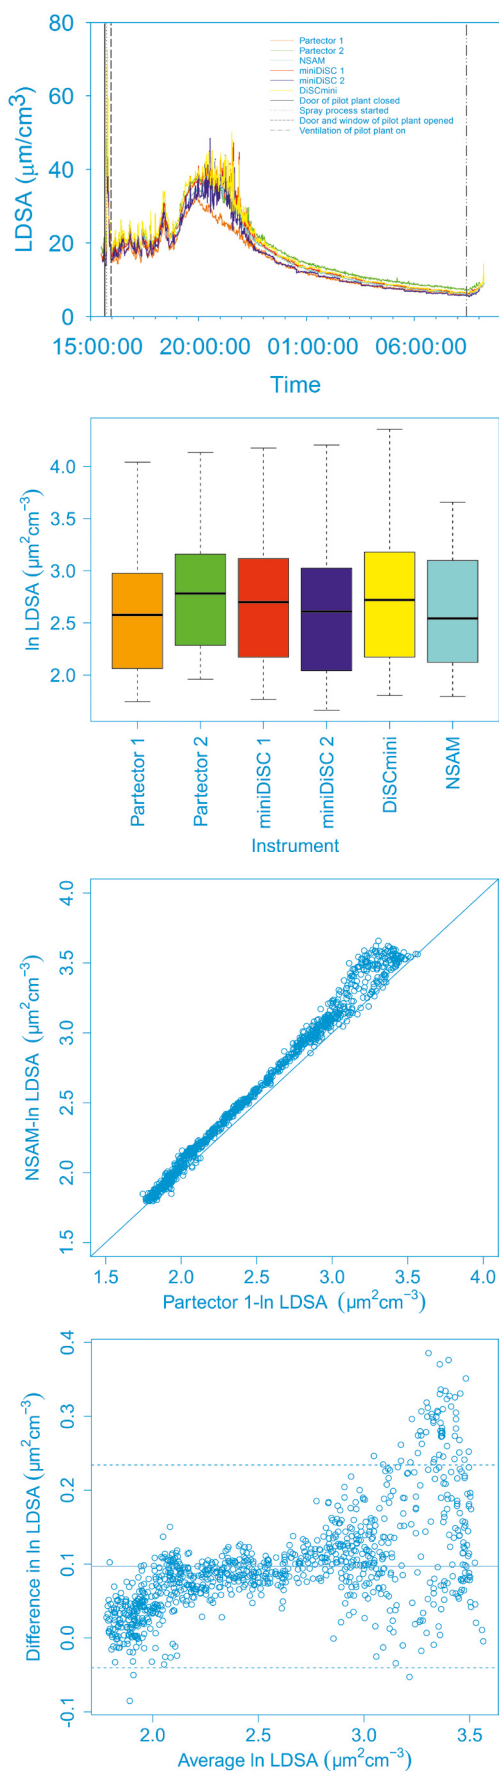 LDSA (μm/cm³)
80
60
40
20
0
Partector 1
Partector 2
NSAM
miniDiSC 1
miniDiSC 2
DiSCmini
Door of pilot plant closed
Spray process started
Door and window of pilot plant opened
Ventilation of pilot plant on
15:00:00 20:00:00 01:00:00 06:00:00
Time
ln LDSA (μm²cm⁻³)
4.0
3.5
3.0
2.5
2.0
Partector 1
Partector 2
miniDiSC 1
miniDiSC 2
DiSCmini
NSAM
Instrument
NSAM-ln LDSA (μm²cm⁻³)
4.0
3.5
3.0
2.5
2.0
1.5
1.5 2.0 2.5 3.0 3.5 4.0
Partector 1-ln LDSA (μm²cm⁻³)
Difference in ln LDSA (μm²cm⁻³)
0.4
0.3
0.2
0.1
0.0
-0.1
2.0 2.5 3.0 3.5
Average ln LDSA (μm²cm⁻³)